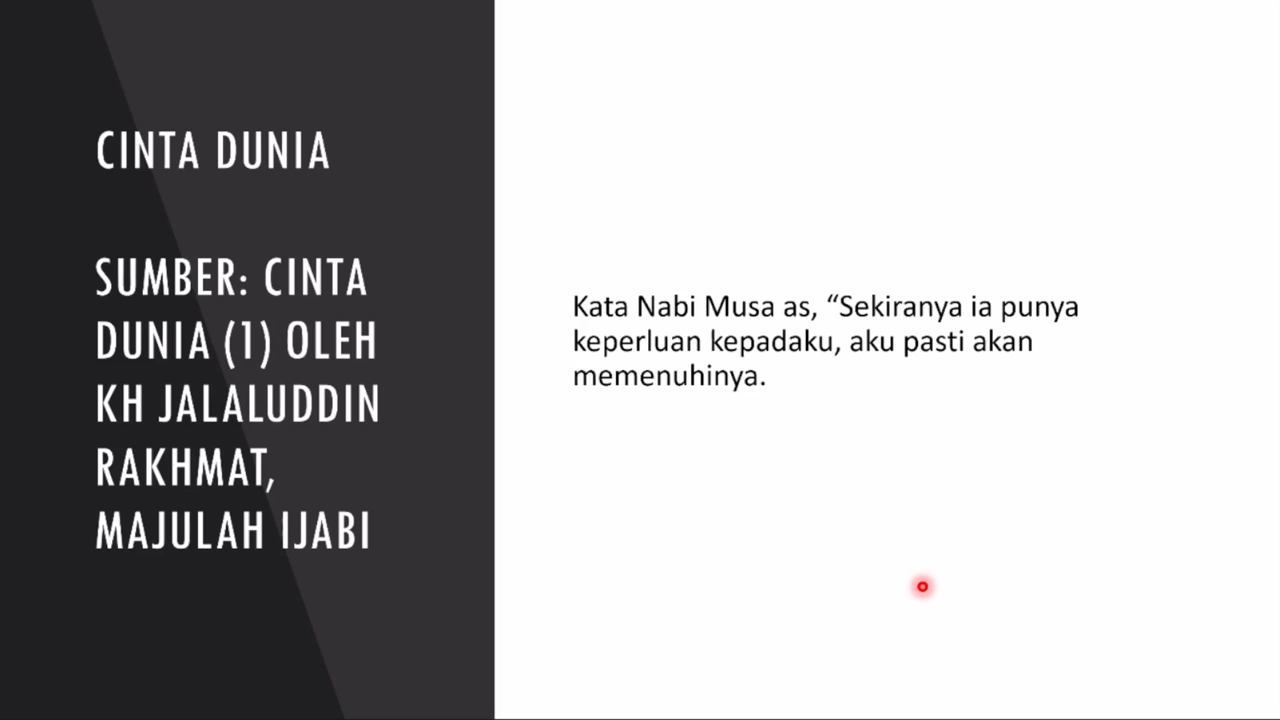 CINTA DUNIA
SUMBER: CINTA
DUNIA (1) OLEH
KH JALALUDDIN
RAKHMAT,
MAJULAH IJABI
Kata Nabi Musa as, “Sekiranya ia punya
keperluan kepadaku, aku pasti akan
memenuhinya.